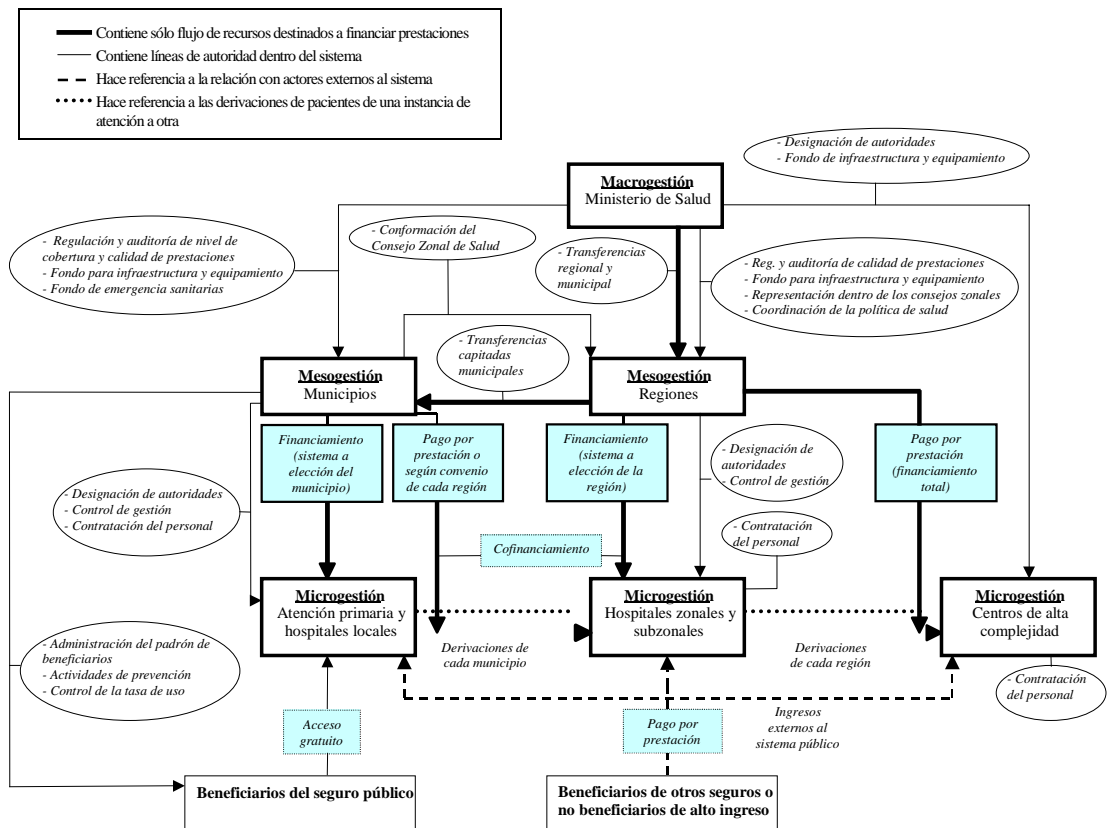 Contiene sólo flujo de recursos destinados a financiar prestaciones
Contiene líneas de autoridad dentro del sistema
Hace referencia a la relación con actores externos al sistema
Hace referencia a las derivaciones de pacientes de una instancia de
atención a otra
- Designación de autoridades
- Fondo de infraestructura y equipamiento
Macrogestión
Ministerio de Salud
- Regulación y auditoría de nivel de
cobertura y calidad de prestaciones
- Fondo para infraestructura y equipamiento
- Fondo de emergencia sanitarias
- Conformación del
Consejo Zonal de Salud
- Transferencias
regional y
municipal
- Reg. y auditoría de calidad de prestaciones
- Fondo para infraestructura y equipamiento
- Representación dentro de los consejos zonales
- Coordinación de la política de salud
- Transferencias
capitadas
municipales
Mesogestión
Municipios
Mesogestión
Regiones
Financiamiento
(sistema a
elección del
municipio)
Pago por
prestación o
según convenio
de cada región
Financiamiento
(sistema a
elección de la
región)
- Designación de
autoridades
- Control de gestión
Pago por
prestación
(financiamiento
total)
- Designación de autoridades
- Control de gestión
- Contratación del personal
Cofinanciamiento
- Contratación
del personal
Microgestión
Atención primaria y
hospitales locales
Microgestión
Hospitales zonales y
subzonales
Microgestión
Centros de alta
complejidad
Derivaciones de
cada municipio
Derivaciones
de cada región
- Administración del padrón de
beneficiarios
- Actividades de prevención
- Control de la tasa de uso
- Contratación
del personal
Acceso
gratuito
Pago por
prestación
Ingresos
externos al
sistema público
Beneficiarios del seguro público
Beneficiarios de otros seguros o
no beneficiarios de alto ingreso